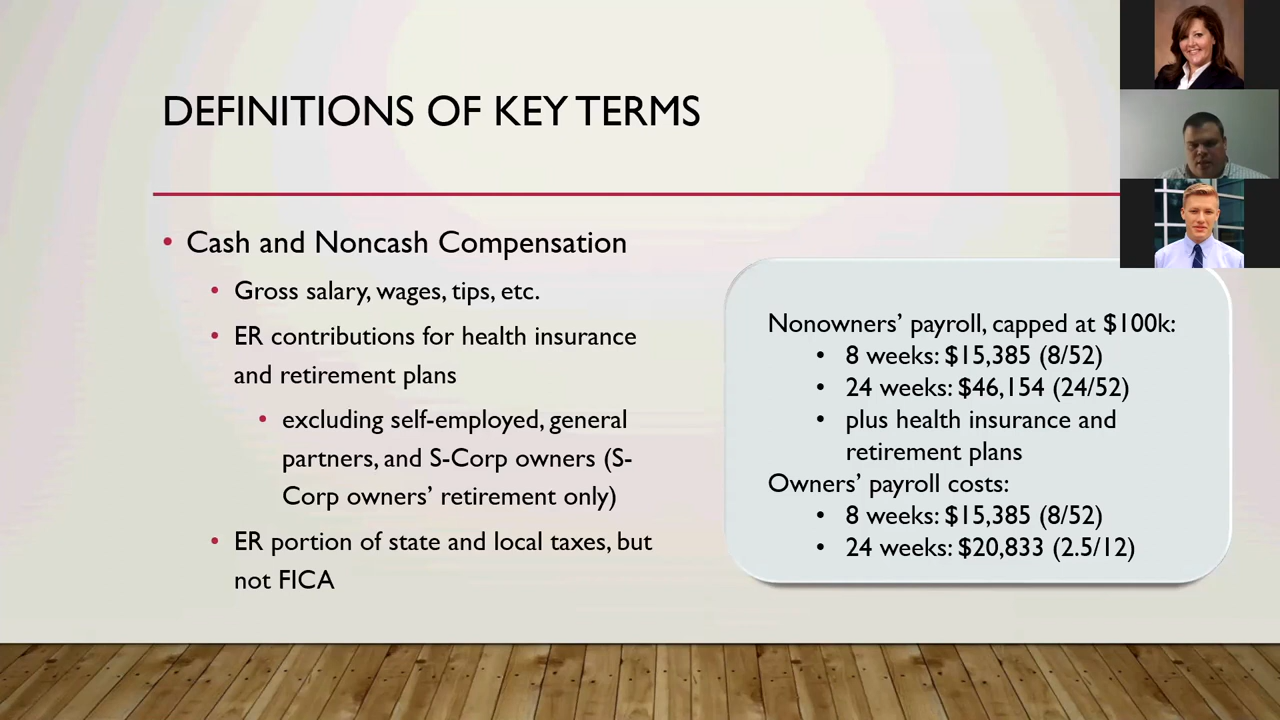 DEFINITIONS OF KEY TERMS
• Cash and Noncash Compensation
• Gross salary, wages, tips, etc.
• ER contributions for health insurance
and retirement plans
• excluding self-employed, general
partners, and S-Corp owners (S-
Corp owners’ retirement only)
• ER portion of state and local taxes, but
not FICA
Nonowners’ payroll, capped at $100k:
• 8 weeks: $15,385 (8/52)
• 24 weeks: $46,154 (24/52)
• plus health insurance and
retirement plans
Owners’ payroll costs:
• 8 weeks: $15,385 (8/52)
• 24 weeks: $20,833 (2.5/12)